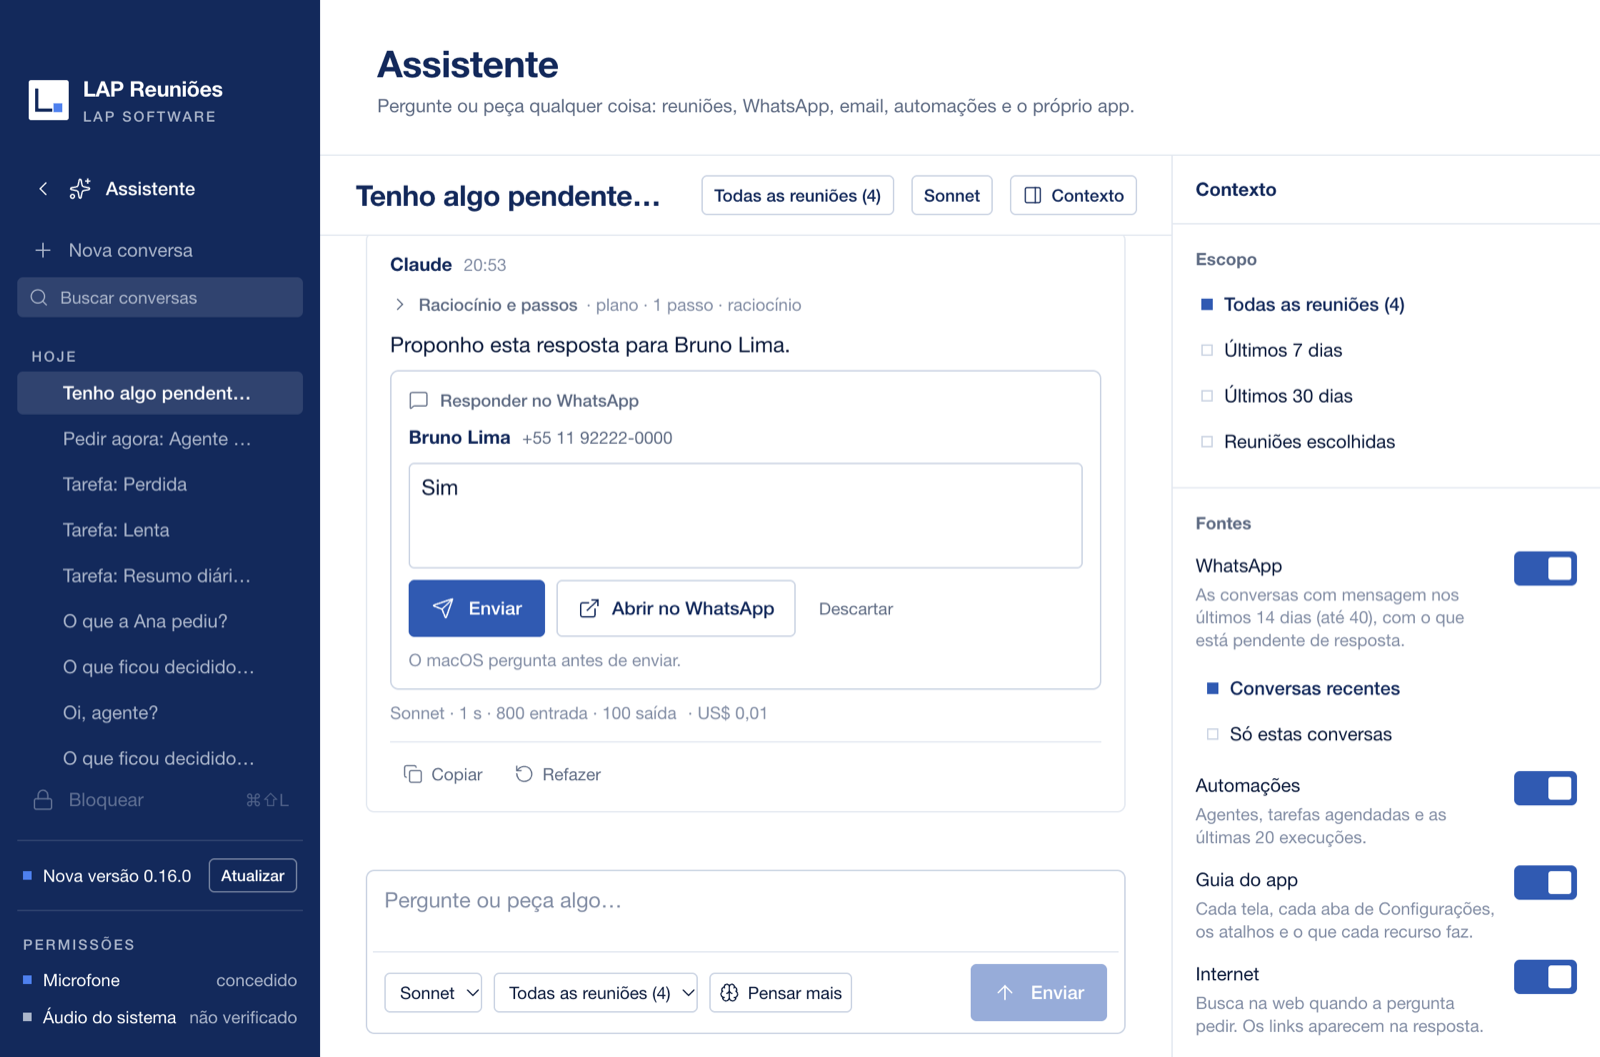 LAP Reuniões
LAP SOFTWARE
Assistente
Nova conversa
Buscar conversas
HOJE
Tenho algo pendent…
Pedir agora: Agente …
Tarefa: Perdida
Tarefa: Lenta
Tarefa: Resumo diári…
O que a Ana pediu?
O que ficou decidido…
Oi, agente?
O que ficou decidido…
Bloquear ⌘⇧L
Nova versão 0.16.0 Atualizar
PERMISSÕES
Microfone concedido
Áudio do sistema não verificado
Assistente
Pergunte ou peça qualquer coisa: reuniões, WhatsApp, email, automações e o próprio app.
Tenho algo pendente… Todas as reuniões (4) Sonnet Contexto
Claude 20:53
Raciocínio e passos · plano · 1 passo · raciocínio
Proponho esta resposta para Bruno Lima.
Responder no WhatsApp
Bruno Lima +55 11 92222-0000
Sim
Enviar Abrir no WhatsApp Descartar
O macOS pergunta antes de enviar.
Sonnet · 1 s · 800 entrada · 100 saída · US$ 0,01
Copiar Refazer
Pergunte ou peça algo…
Sonnet Todas as reuniões (4) Pensar mais Enviar
Contexto
Escopo
Todas as reuniões (4)
Últimos 7 dias
Últimos 30 dias
Reuniões escolhidas
Fontes
WhatsApp
As conversas com mensagem nos
últimos 14 dias (até 40), com o que
está pendente de resposta.
Conversas recentes
Só estas conversas
Automações
Agentes, tarefas agendadas e as
últimas 20 execuções.
Guia do app
Cada tela, cada aba de Configurações,
os atalhos e o que cada recurso faz.
Internet
Busca na web quando a pergunta
pedir. Os links aparecem na resposta.